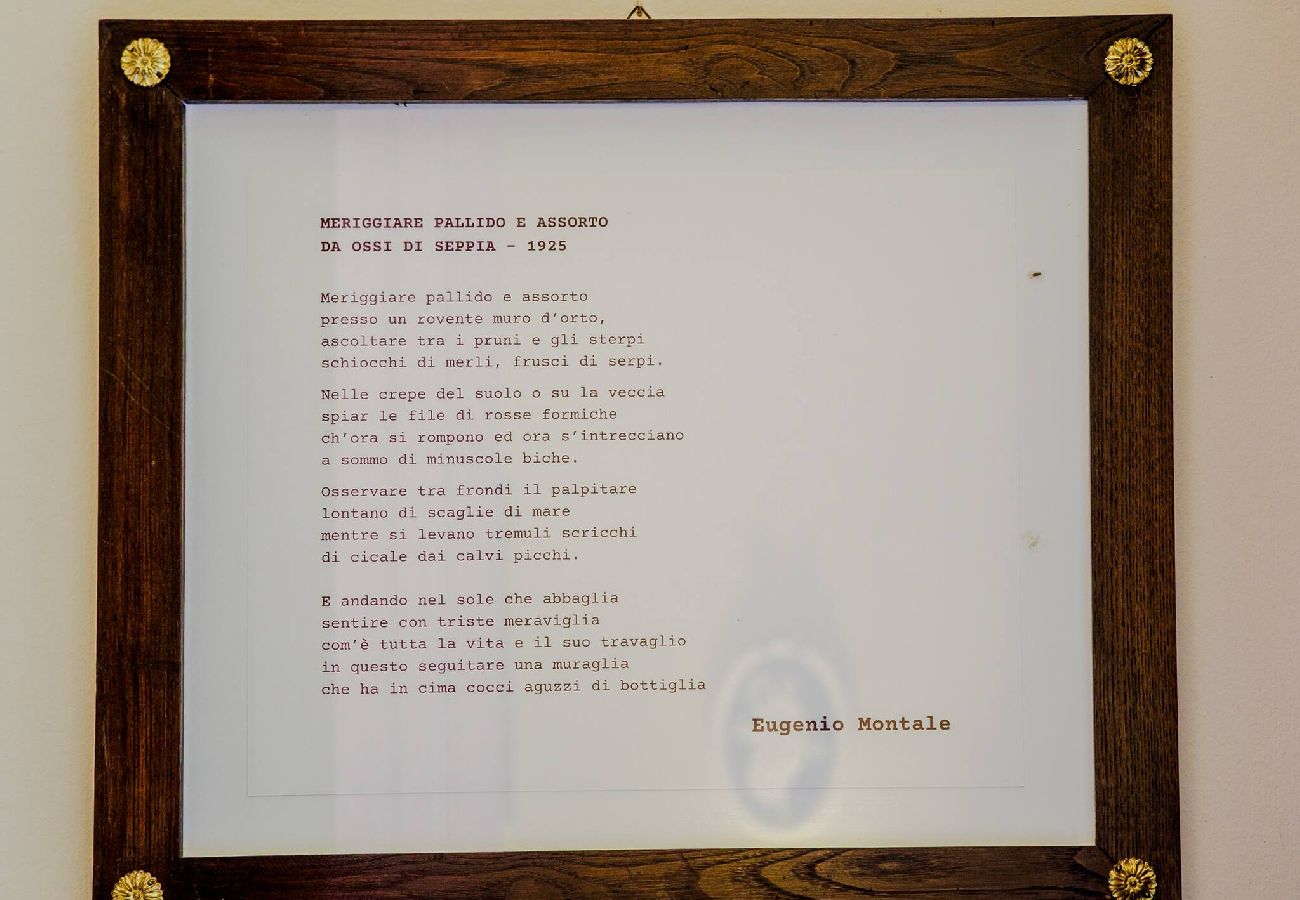 MERIGGIARE PALLIDO E ASSORTO
DA OSSI DI SEPPIA – 1925
Meriggiare pallido e assorto
presso un rovente muro d'orto,
ascoltare tra i pruni e gli sterpi
schiocchi di merli, frusci di serpi.
Nelle crepe del suolo o su la veccia
spiar le file di rosse formiche
ch'ora si rompono ed ora s'intrecciano
a sommo di minuscole biche.
Osservare tra frondi il palpitare
lontano di scaglie di mare
mentre si levano tremuli scricchi
di cicale dai calvi picchi.
E andando nel sole che abbaglia
sentire con triste meraviglia
com'è tutta la vita e il suo travaglio
in questo seguitare una muraglia
che ha in cima cocci aguzzi di bottiglia
Eugenio Montale